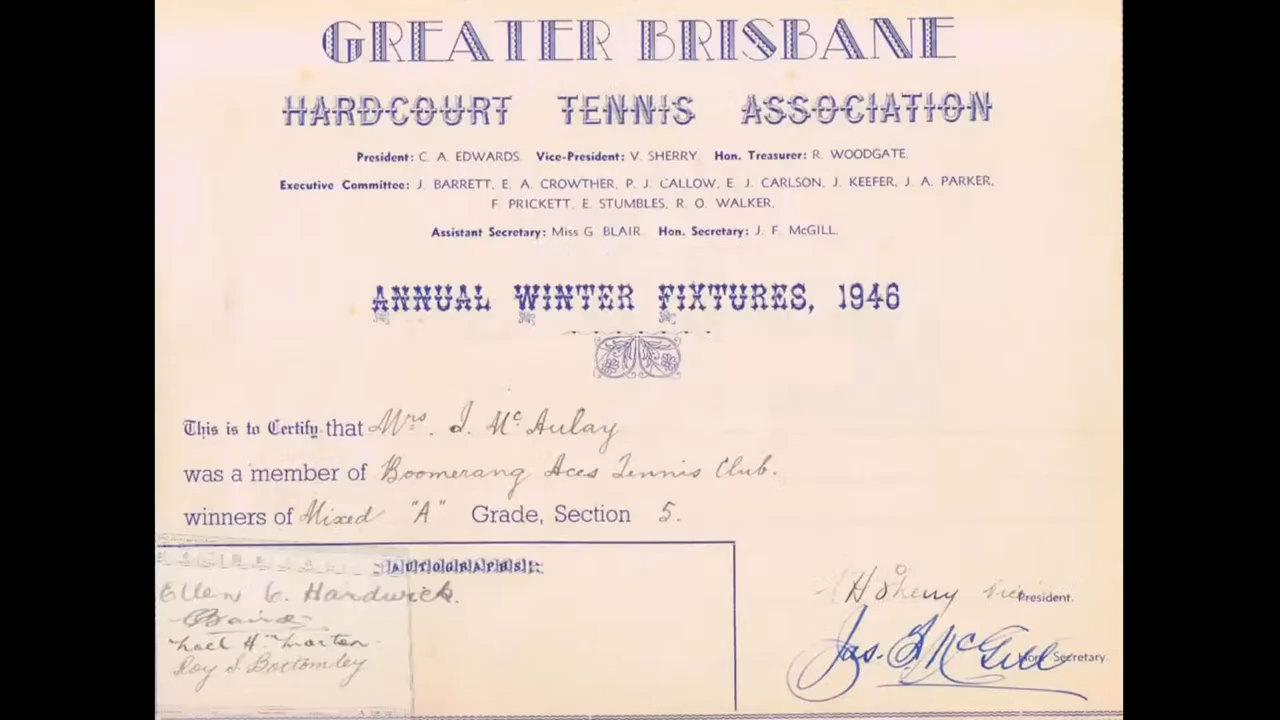 GREATER BRISBANE
HARDCOURT TENNIS ASSOCIATION
President: C. A. EDWARDS. Vice-President: V. SHERRY. Hon. Treasurer: R. WOODGATE.
Executive Committee: J. BARRETT, E. A. CROWTHER, P. J. CALLOW, E. J. CARLSON, J. KEEFER, J. A. PARKER,
F. PRICKETT, E. STUMBLES, R. O. WALKER.
Assistant Secretary: Miss G. BLAIR. Hon. Secretary: J. F. McGILL.
ANNUAL WINTER FIXTURES, 1946
This is to Certify that Mrs. I. McAulay
was a member of Boomerang Aces Tennis Club.
winners of Mixed "A" Grade, Section 5.
AUTOGRAPHS:
Ellen C. Hardwick.
Roy S. Bottomley
Sherry Vice President.
Jas. F. McGill Hon. Secretary.